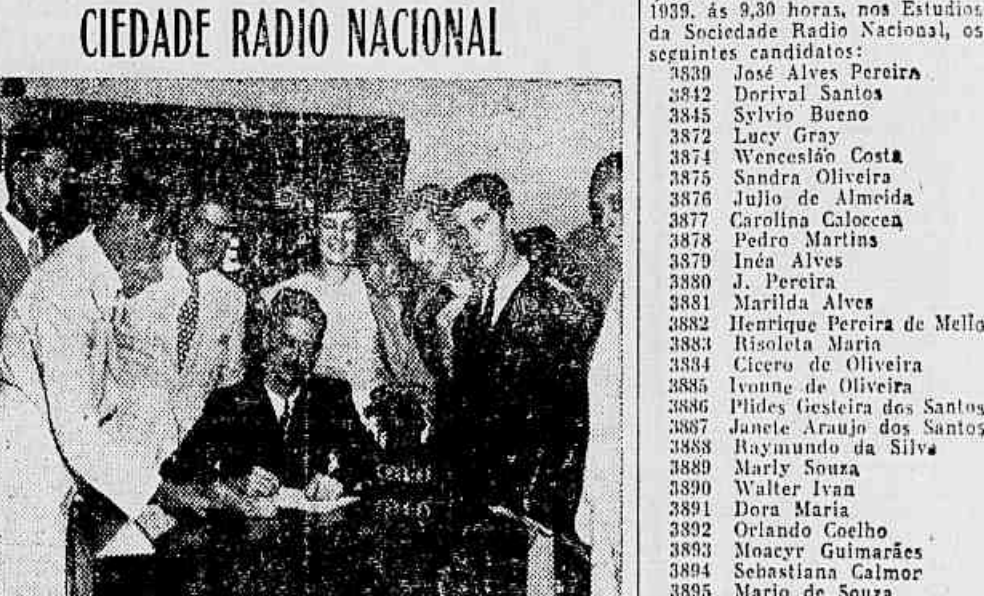 CIEDADE RADIO NACIONAL
1939, ás 9,30 horas, nos Estudios
da Sociedade Radio Nacional, os
seguintes candidatos:
3839 José Alves Pereira
3842 Dorival Santos
3845 Sylvio Bueno
3872 Lucy Gray
3874 Wencesláo Costa
3875 Sandra Oliveira
3876 Julio de Almeida
3877 Carolina Caloccen
3878 Pedro Martins
3879 Inéa Alves
3880 J. Pereira
3881 Marilda Alves
3882 Henrique Pereira de Mello
3883 Risoleta Maria
3884 Cicero de Oliveira
3885 Ivonne de Oliveira
3886 Plides Gesteira dos Santos
3887 Janete Araujo dos Santos
3888 Raymundo da Silva
3889 Marly Souza
3890 Walter Ivan
3891 Dora Maria
3892 Orlando Coelho
3893 Moacyr Guimarães
3894 Sebastiana Calmor
3895 Mario de Souza